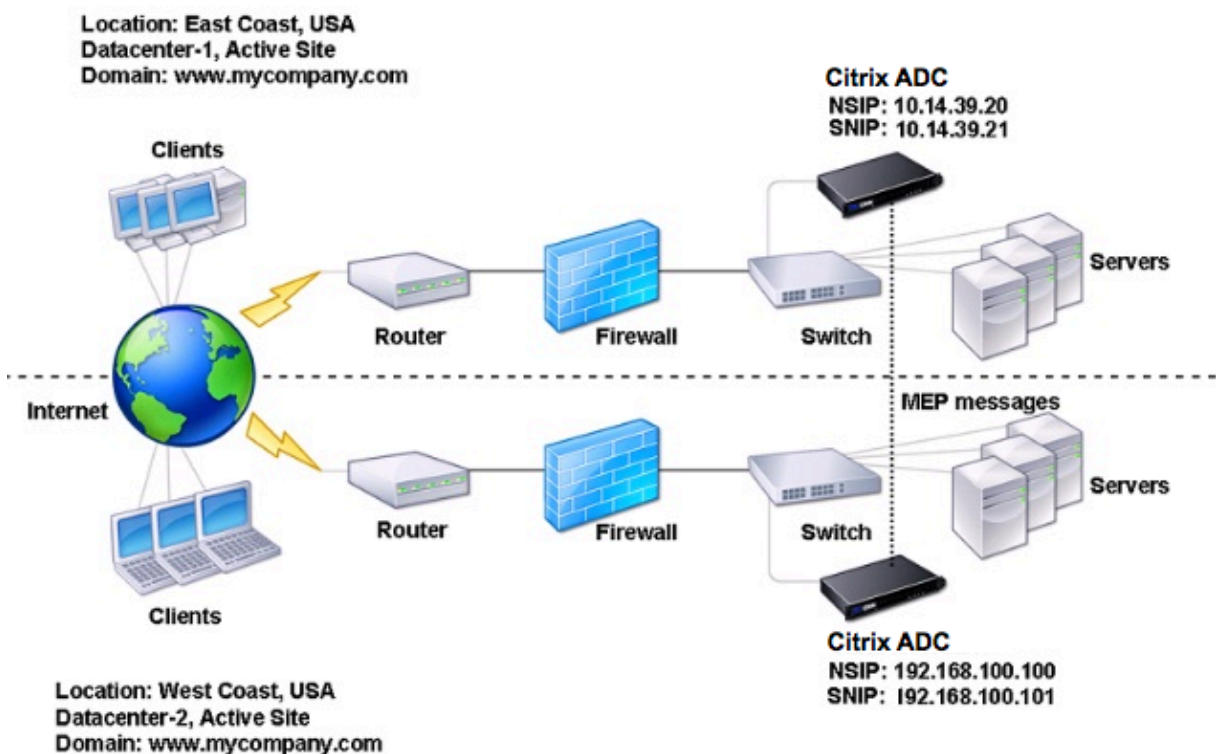 Location: East Coast, USA
Datacenter-1, Active Site
Domain: www.mycompany.com
Citrix ADC
NSIP: 10.14.39.20
SNIP: 10.14.39.21
Clients
Servers
Router
Firewall
Switch
Internet
MEP messages
Servers
Router
Firewall
Switch
Clients
Citrix ADC
NSIP: 192.168.100.100
SNIP: I92.168.100.101
Location: West Coast, USA
Datacenter-2, Active Site
Domain: www.mycompany.com